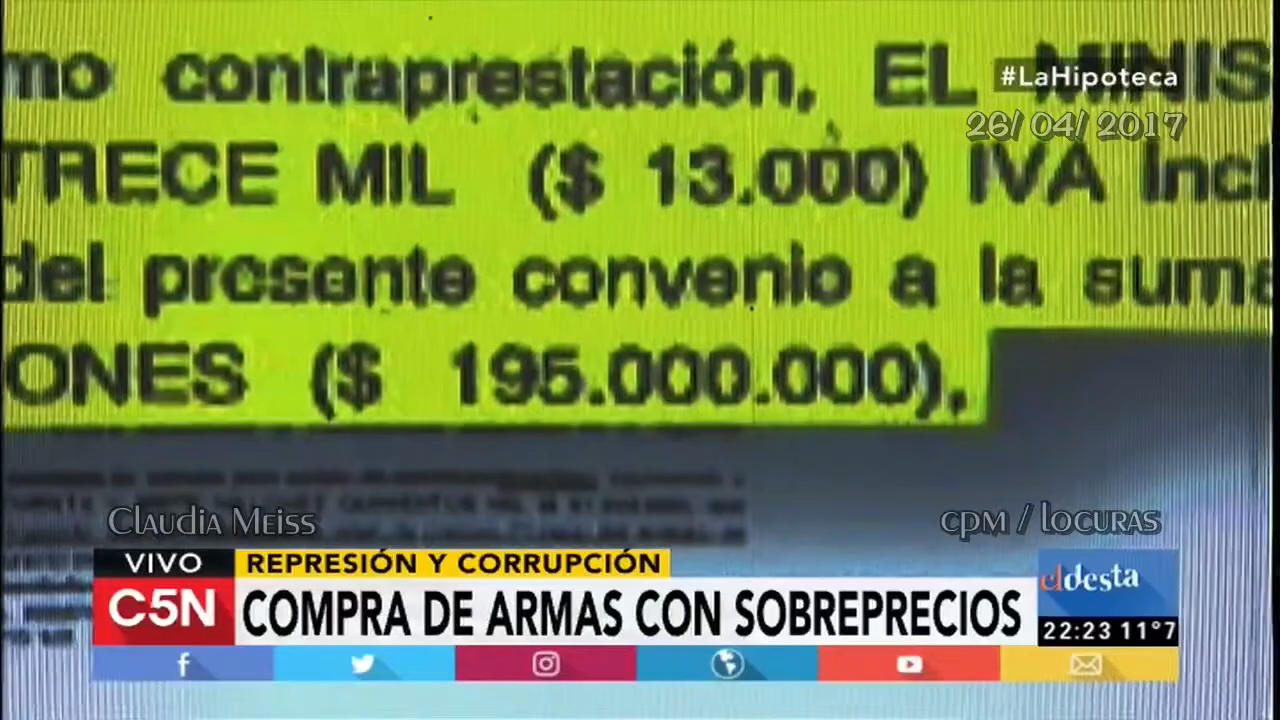 mo contraprestación, EL MINIS
#LaHipoteca
26/ 04/ 2017
TRECE MIL ($ 13.000) IVA incl
del presente convenio a la suma
ONES ($ 195.000.000),
Claudia Meiss
cpm / locuras
VIVO
REPRESIÓN Y CORRUPCIÓN
C5N
COMPRA DE ARMAS CON SOBREPRECIOS
eldesta
22:23 11°7